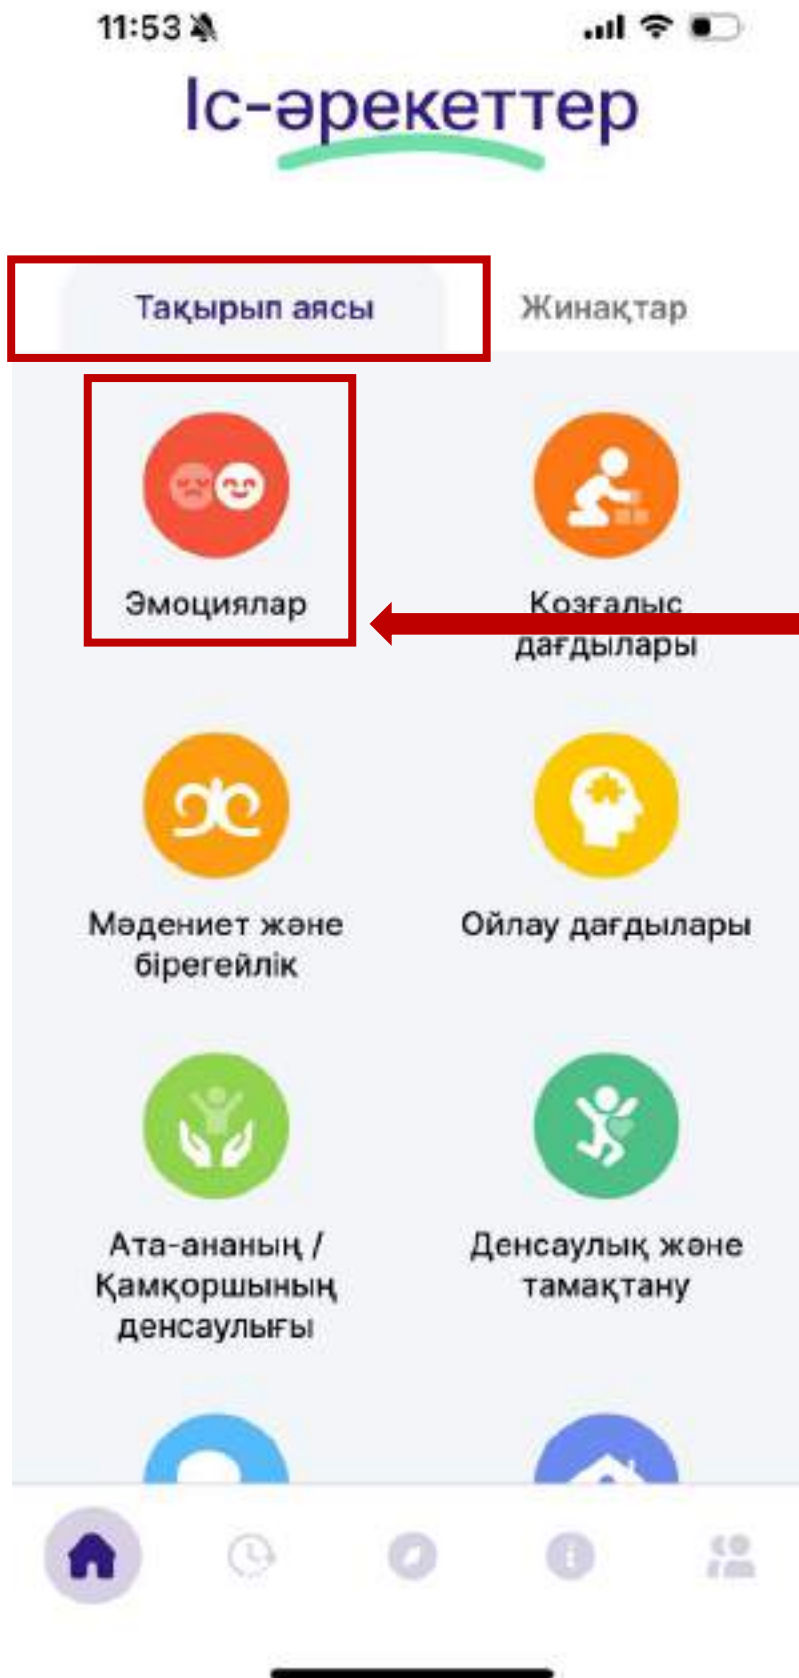 11:53
Іс-әрекеттер
Тақырып аясы
Жинақтар
Эмоциялар
Қозғалыс
дағдылары
Мәдениет және
бірегейлік
Ойлау дағдылары
Ата-ананың /
Қамқоршының
денсаулығы
Денсаулық және
тамақтану